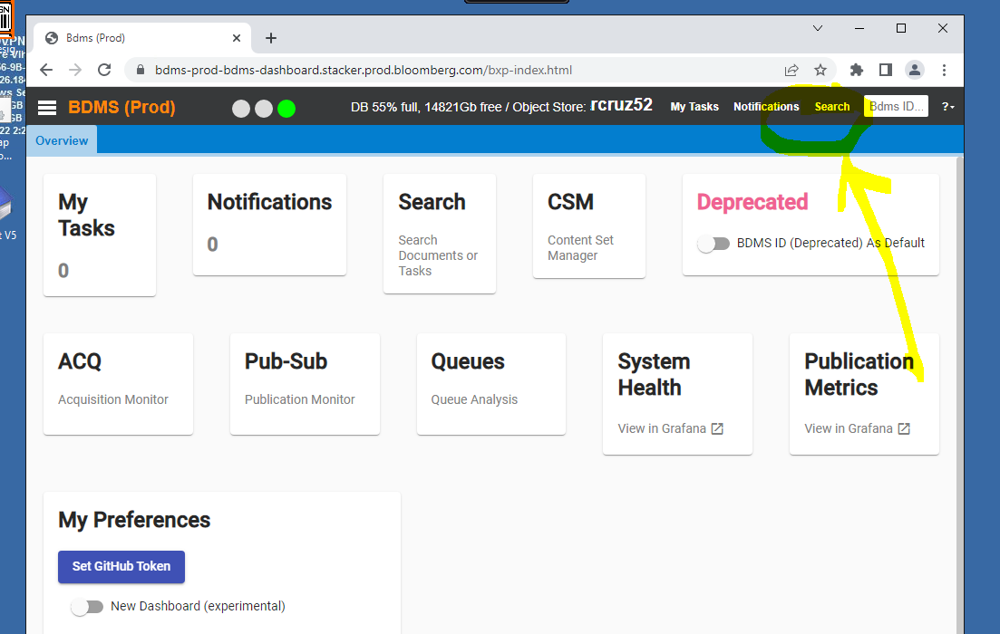 Bdms (Prod)
bdms-prod-bdms-dashboard.stacker.prod.bloomberg.com/bxp-index.html
BDMS (Prod)
DB 55% full, 14821Gb free / Object Store: rcruz52
My Tasks
Notifications
Search
Bdms ID...
?
Overview
My
Tasks
0
Notifications
0
Search
Search
Documents or
Tasks
CSM
Content Set
Manager
Deprecated
BDMS ID (Deprecated) As Default
ACQ
Acquisition Monitor
Pub-Sub
Publication Monitor
Queues
Queue Analysis
System
Health
View in Grafana
Publication
Metrics
View in Grafana
My Preferences
Set GitHub Token
New Dashboard (experimental)